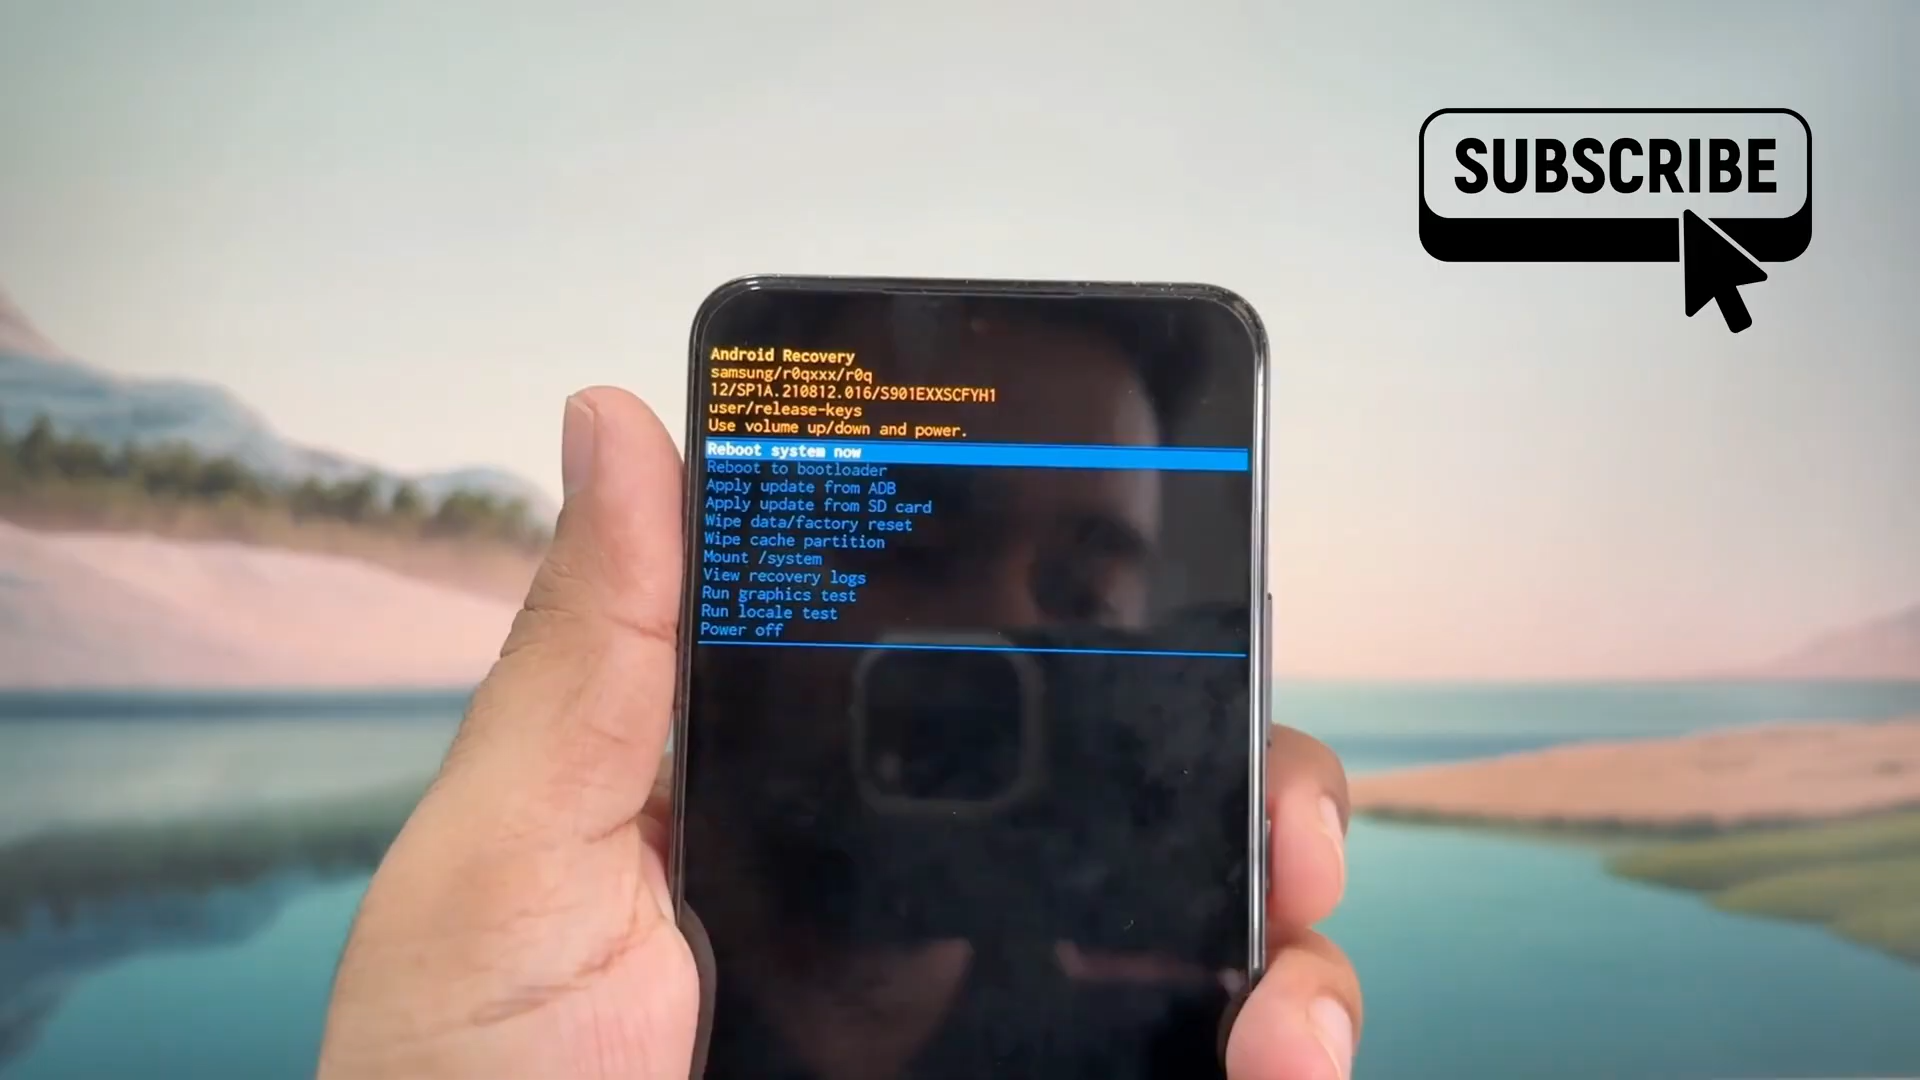 SUBSCRIBE
Android Recovery
samsung/r0qxxx/r0q
12/SP1A.210812.016/S901EXXSCFYH1
user/release-keys
Use volume up/down and power.
Reboot system now
Reboot to bootloader
Apply update from ADB
Apply update from SD card
Wipe data/factory reset
Wipe cache partition
Mount /system
View recovery logs
Run graphics test
Run locale test
Power off